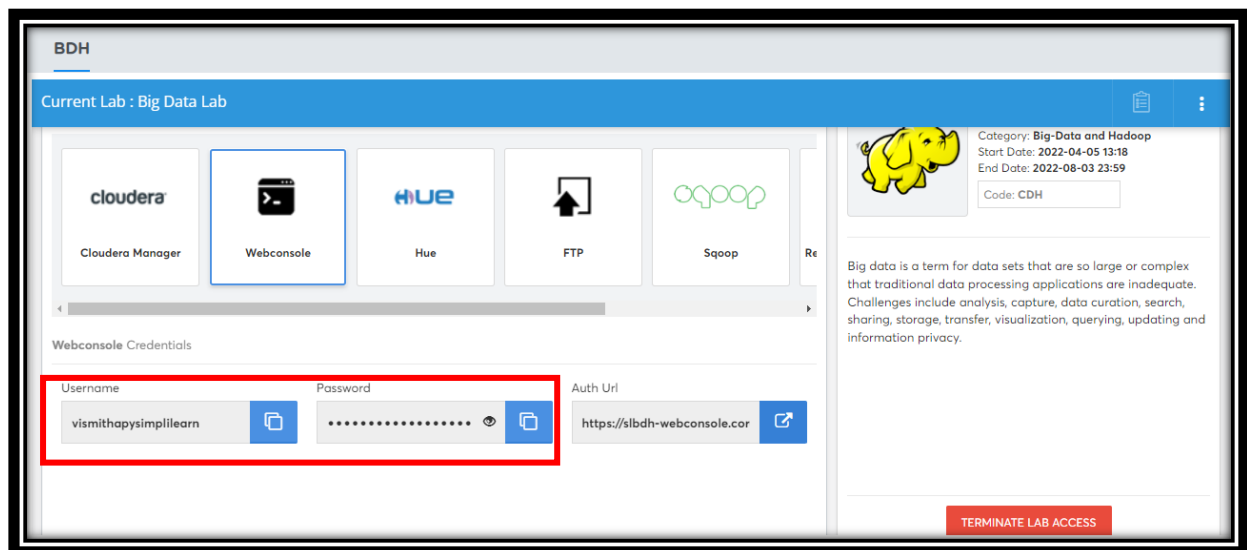 BDH
Current Lab : Big Data Lab
cloudera
Cloudera Manager
>_
Webconsole
HUE
Hue
FTP
sqoop
Sqoop
Re
Webconsole Credentials
Username
vismithapysimplilearn
Password
••••••••••••••••••
Auth Url
https://slbdh-webconsole.cor
Category: Big-Data and Hadoop
Start Date: 2022-04-05 13:18
End Date: 2022-08-03 23:59
Code: CDH
Big data is a term for data sets that are so large or complex
that traditional data processing applications are inadequate.
Challenges include analysis, capture, data curation, search,
sharing, storage, transfer, visualization, querying, updating and
information privacy.
TERMINATE LAB ACCESS